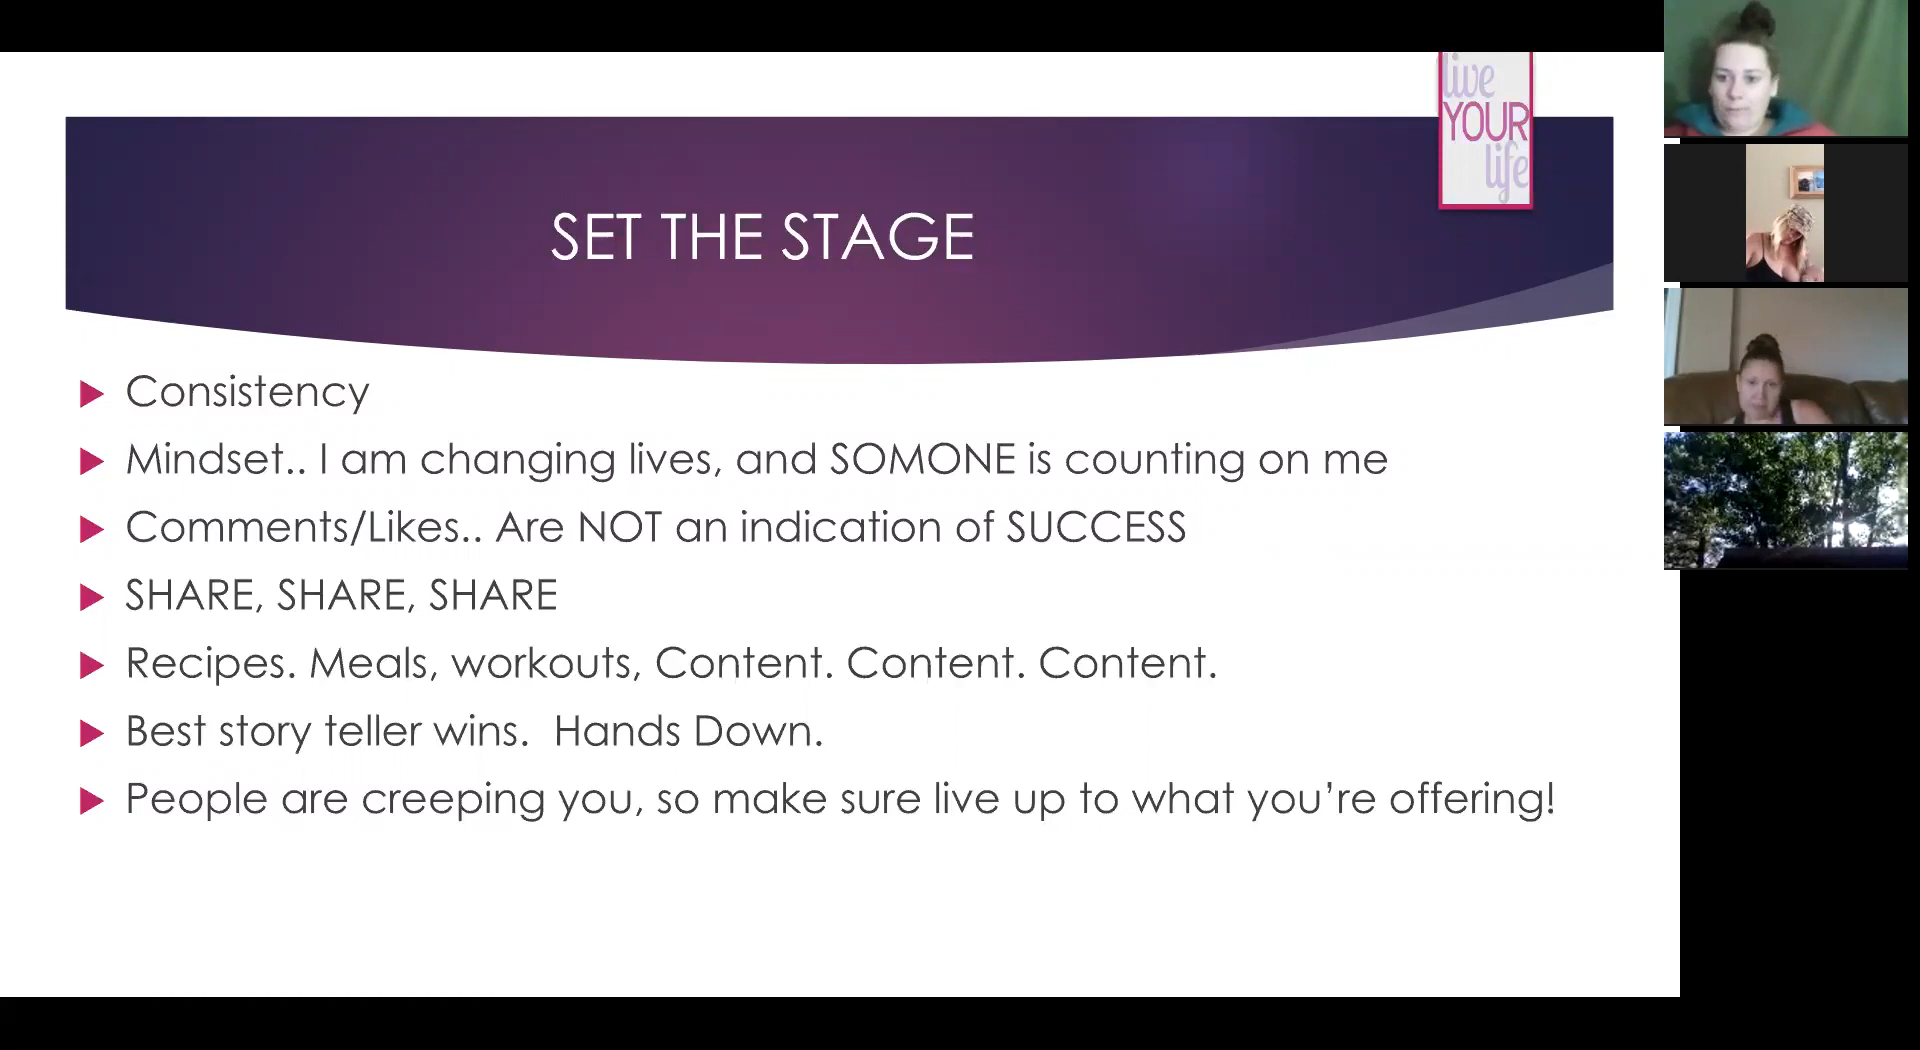 live
YOUR
life
SET THE STAGE
Consistency
Mindset.. I am changing lives, and SOMONE is counting on me
Comments/Likes.. Are NOT an indication of SUCCESS
SHARE, SHARE, SHARE
Recipes. Meals, workouts, Content. Content. Content.
Best story teller wins.  Hands Down.
People are creeping you, so make sure live up to what you’re offering!